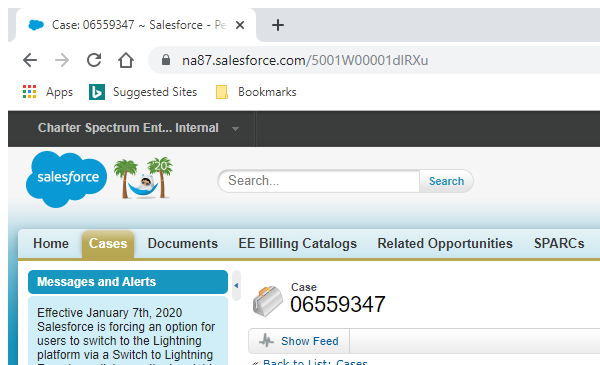 Case: 06559347 ~ Salesforce - Pe
na87.salesforce.com/5001W00001dIRXu
Apps Suggested Sites Bookmarks
Charter Spectrum Ent... Internal
salesforce
20
Search... Search
Home Cases Documents EE Billing Catalogs Related Opportunities SPARCs
Messages and Alerts
Effective January 7th, 2020
Salesforce is forcing an option for
users to switch to the Lightning
platform via a Switch to Lightning
Case
06559347
Show Feed
« Back to List: Cases